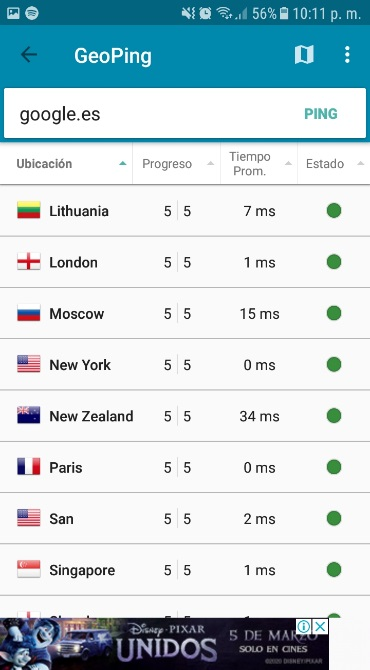 56% 10:11 p. m.
GeoPing
google.es PING
Ubicación Progreso Tiempo Prom. Estado
Lithuania 5 5 7 ms
London 5 5 1 ms
Moscow 5 5 15 ms
New York 5 5 0 ms
New Zealand 5 5 34 ms
Paris 5 5 0 ms
San 5 5 2 ms
Singapore 5 5 1 ms
Disney·PIXAR
UNIDOS
5 DE MARZO
SOLO EN CINES
©2020 DISNEY/PIXAR